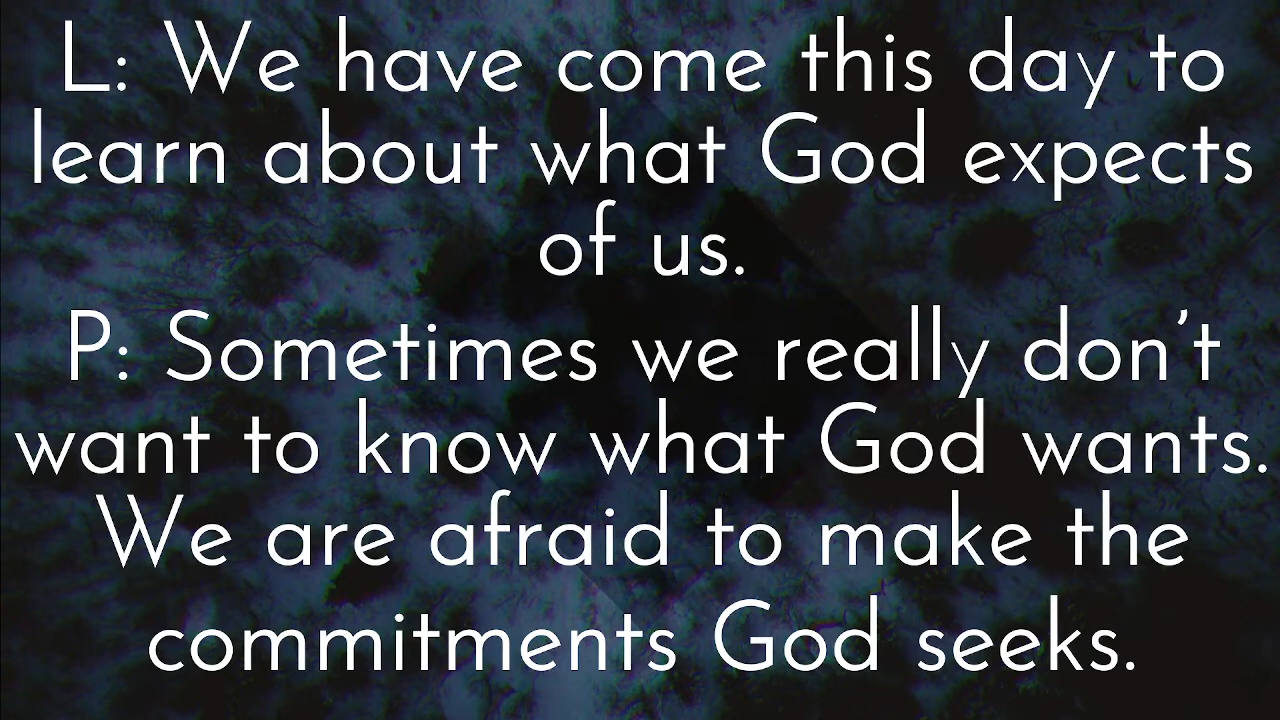 L: We have come this day to
learn about what God expects
of us.
P: Sometimes we really don’t
want to know what God wants.
We are afraid to make the
commitments God seeks.